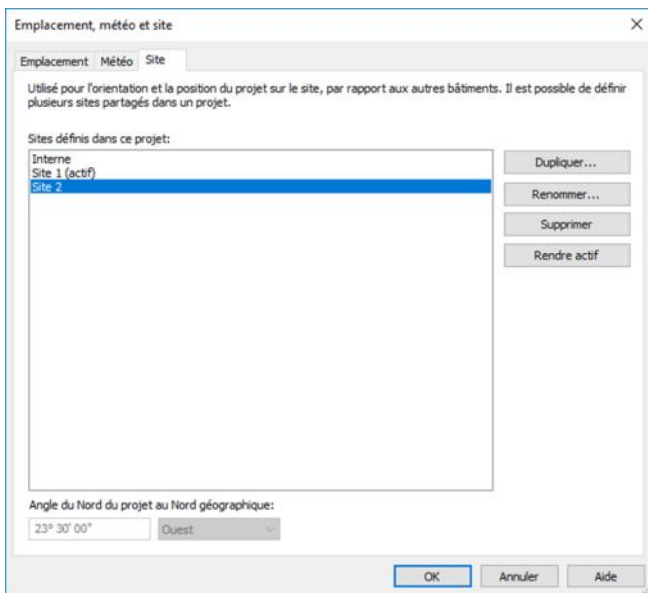 Emplacement, météo et site
Emplacement Météo Site
Utilisé pour l'orientation et la position du projet sur le site, par rapport aux autres bâtiments. Il est possible de définir
plusieurs sites partagés dans un projet.
Sites définis dans ce projet:
Interne
Site 1 (actif)
Site 2
Dupliquer...
Renommer...
Supprimer
Rendre actif
Angle du Nord du projet au Nord géographique:
23° 30' 00" Ouest
OK Annuler Aide